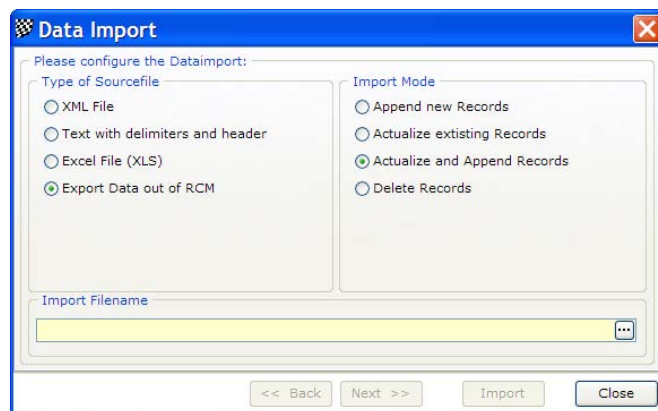 Data Import
Please configure the Dataimport:
Type of Sourcefile
XML File
Text with delimiters and header
Excel File (XLS)
Export Data out of RCM
Import Mode
Append new Records
Actualize extisting Records
Actualize and Append Records
Delete Records
Import Filename
...
<< Back
Next >>
Import
Close